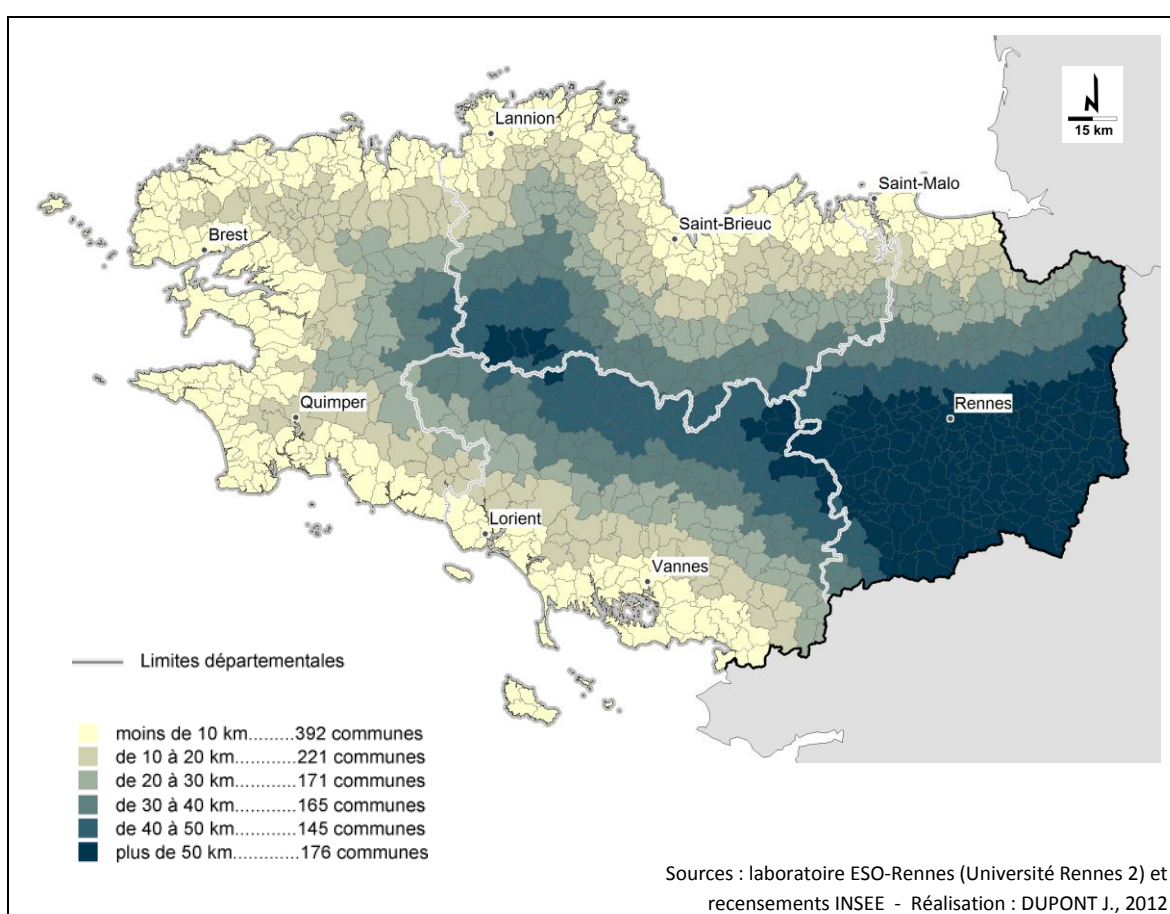 N
15 km
Lannion
Saint-Malo
Saint-Brieuc
Brest
Quimper
Rennes
Lorient
Vannes
Limites départementales
moins de 10 km.........392 communes
de 10 à 20 km............221 communes
de 20 à 30 km............171 communes
de 30 à 40 km............165 communes
de 40 à 50 km............145 communes
plus de 50 km.............176 communes
Sources : laboratoire ESO-Rennes (Université Rennes 2) et
recensements INSEE - Réalisation : DUPONT J., 2012